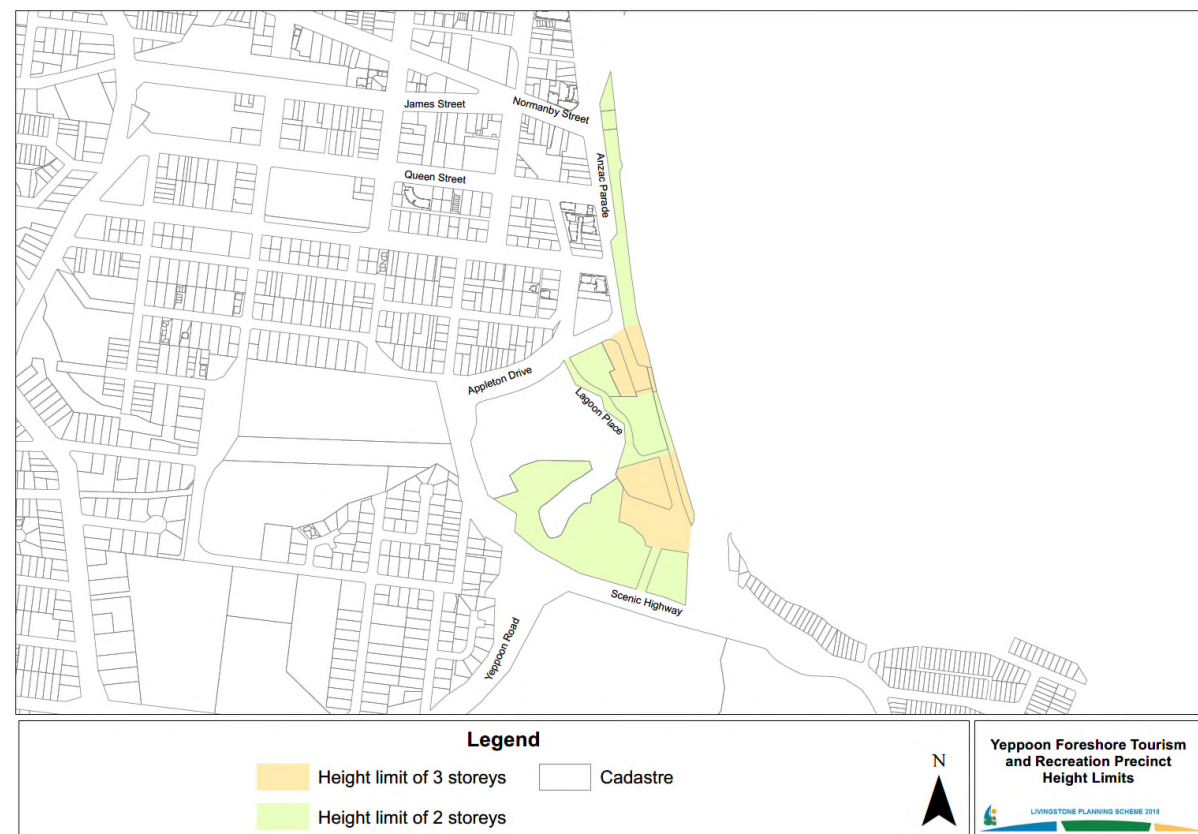 James Street
Normanby Street
Anzac Parade
Queen Street
Appleton Drive
Lagoon Place
Scenic Highway
Yeppoon Road
Legend
Height limit of 3 storeys
Cadastre
Height limit of 2 storeys
N
Yeppoon Foreshore Tourism
and Recreation Precinct
Height Limits
LIVINGSTONE PLANNING SCHEME 2018